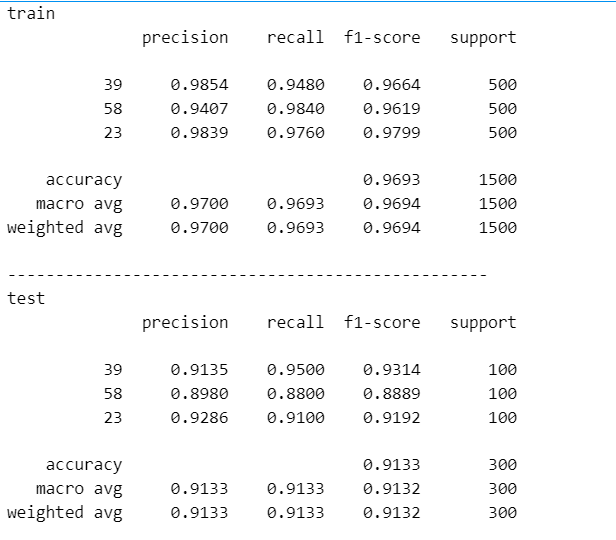 train
precision recall f1-score support
39 0.9854 0.9480 0.9664 500
58 0.9407 0.9840 0.9619 500
23 0.9839 0.9760 0.9799 500
accuracy 0.9693 1500
macro avg 0.9700 0.9693 0.9694 1500
weighted avg 0.9700 0.9693 0.9694 1500
--------------------------------------------------
test
precision recall f1-score support
39 0.9135 0.9500 0.9314 100
58 0.8980 0.8800 0.8889 100
23 0.9286 0.9100 0.9192 100
accuracy 0.9133 300
macro avg 0.9133 0.9133 0.9132 300
weighted avg 0.9133 0.9133 0.9132 300